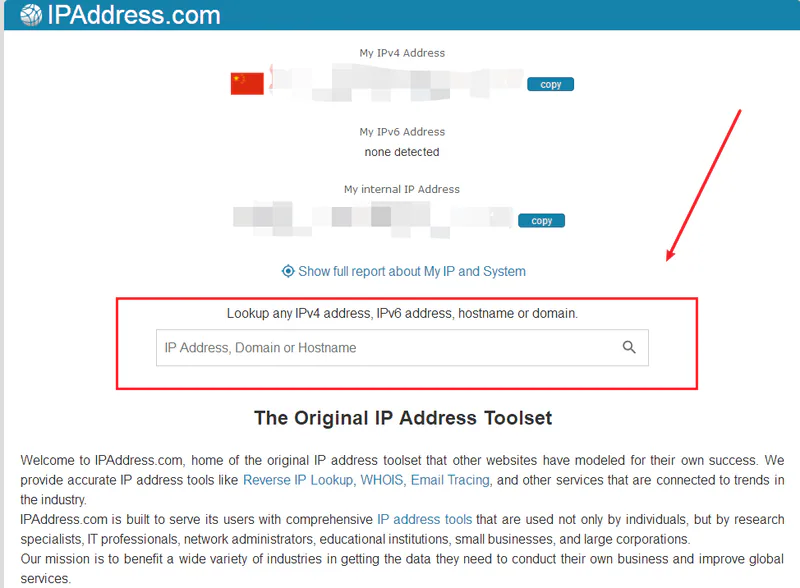 IPAddress.com
My IPv4 Address
copy
My IPv6 Address
none detected
My internal IP Address
copy
Show full report about My IP and System
Lookup any IPv4 address, IPv6 address, hostname or domain.
IP Address, Domain or Hostname
The Original IP Address Toolset
Welcome to IPAddress.com, home of the original IP address toolset that other websites have modeled for their own success. We
provide accurate IP address tools like Reverse IP Lookup, WHOIS, Email Tracing, and other services that are connected to trends in
the industry.
IPAddress.com is built to serve its users with comprehensive IP address tools that are used not only by individuals, but by research
specialists, IT professionals, network administrators, educational institutions, small businesses, and large corporations.
Our mission is to benefit a wide variety of industries in getting the data they need to conduct their own business and improve global
services.